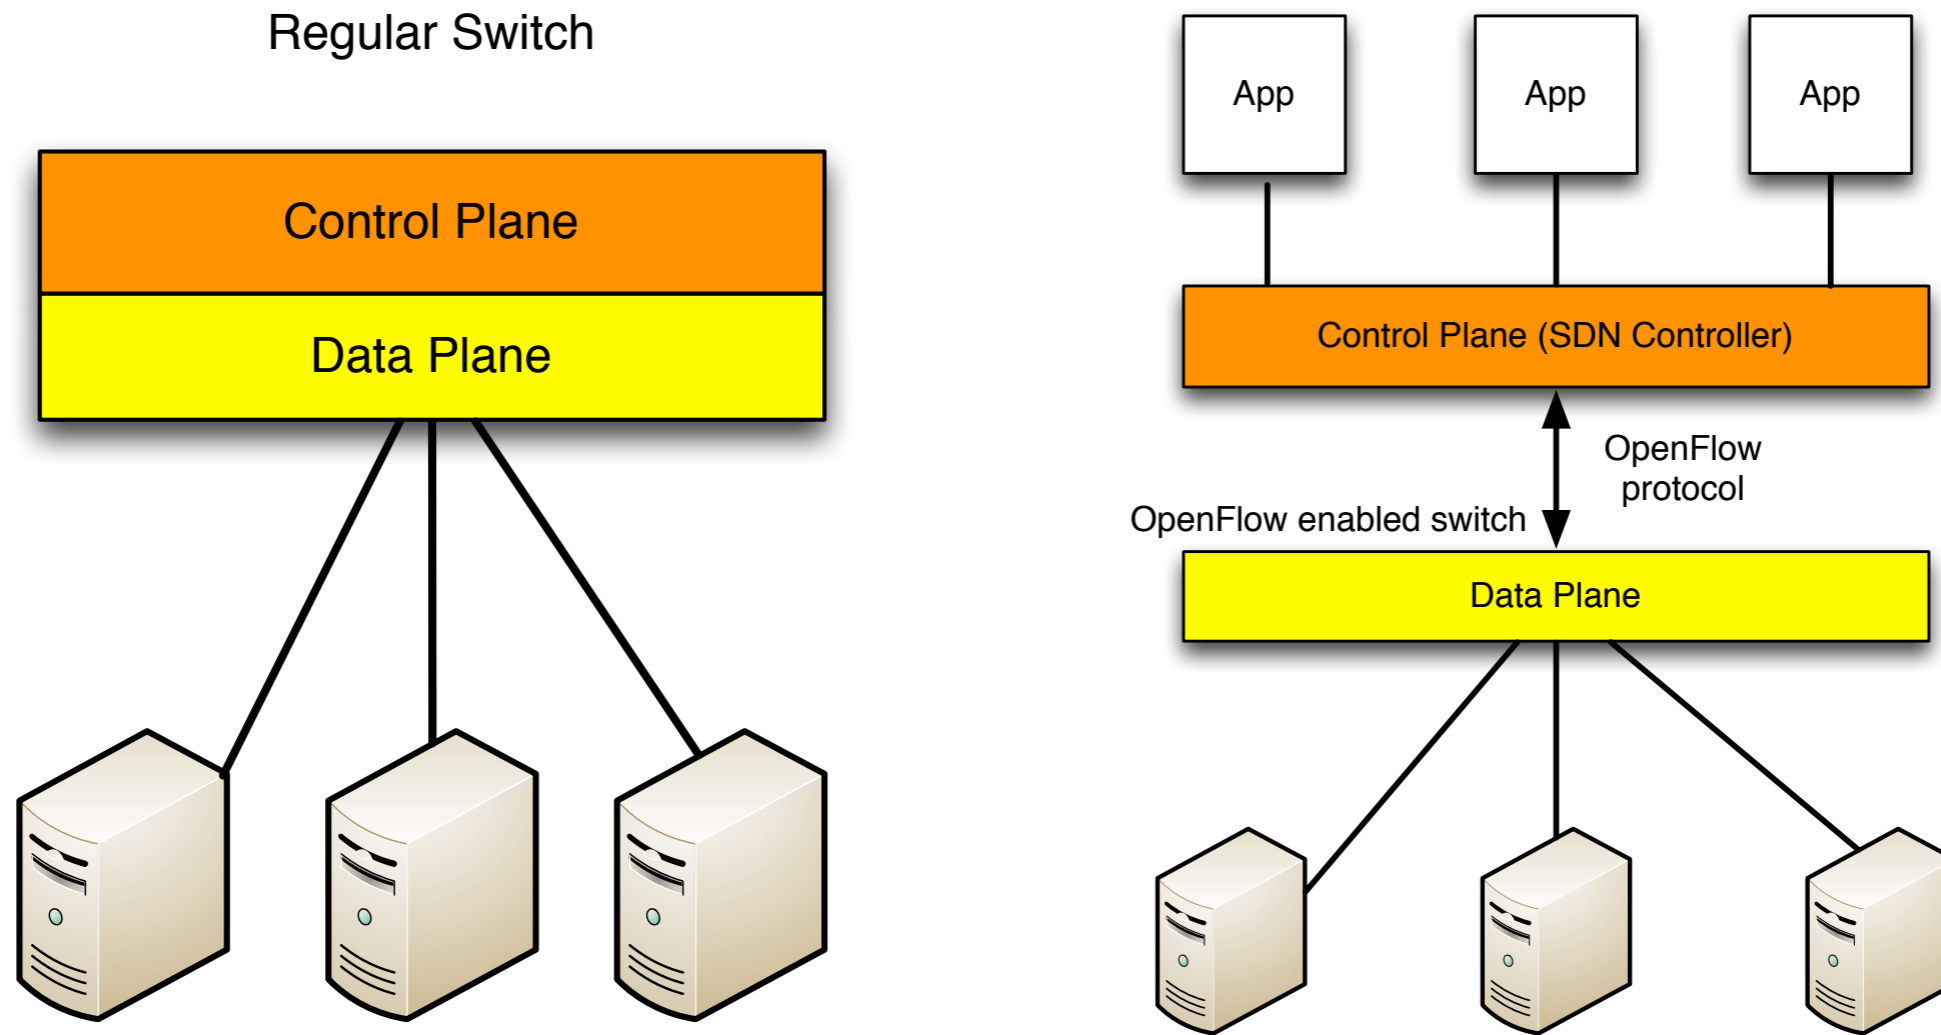 Regular Switch
Control Plane
Data Plane
App
App
App
Control Plane (SDN Controller)
OpenFlow
protocol
OpenFlow enabled switch
Data Plane